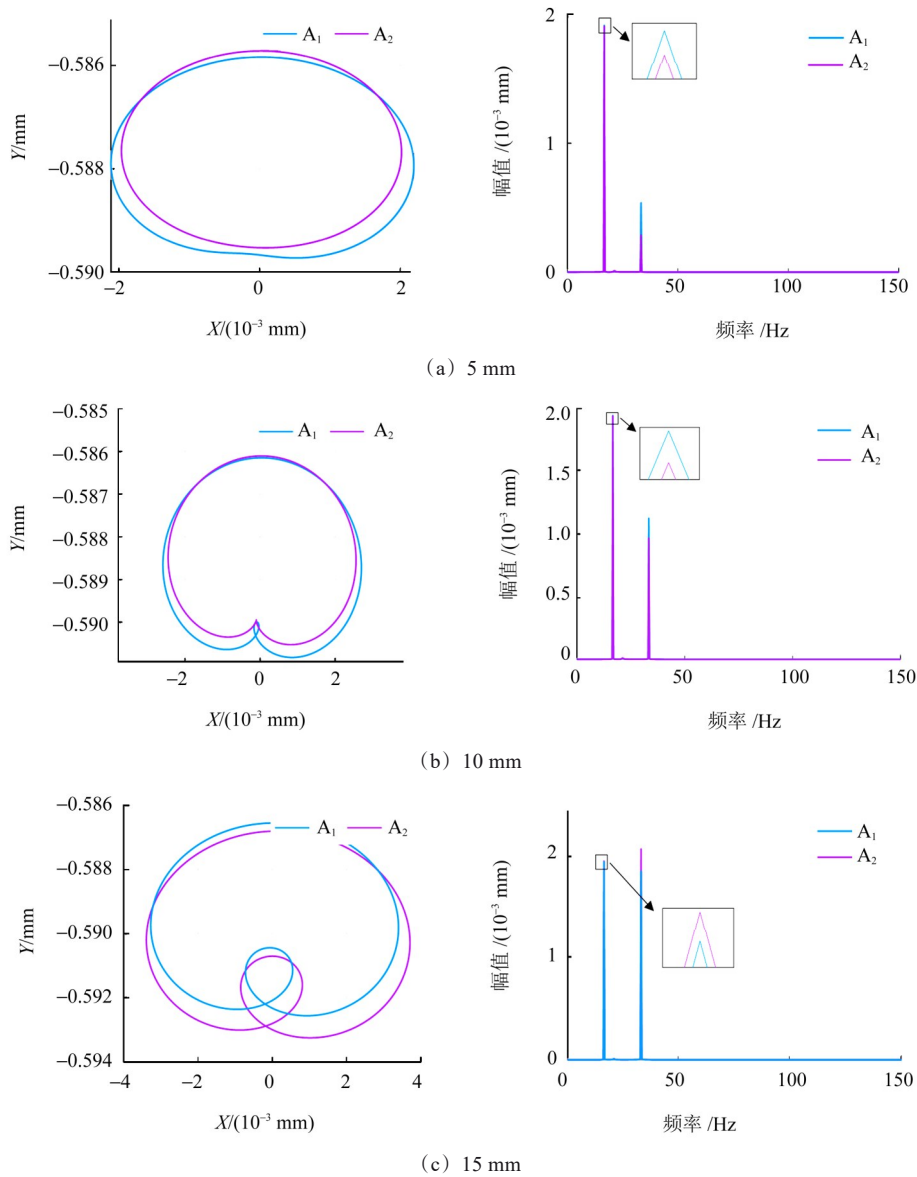 A₁ A₂
−0.586
−0.588
−0.590
Y/mm
−2 0 2
X/(10⁻³ mm)
2
1
0
幅值 /(10⁻³ mm)
A₁
A₂
0 50 100 150
频率 /Hz
（a）5 mm
−0.585
−0.586
−0.587
−0.588
−0.589
−0.590
Y/mm
A₁ A₂
−2 0 2
X/(10⁻³ mm)
2.0
1.5
1.0
0.5
0
幅值 /(10⁻³ mm)
A₁
A₂
0 50 100 150
频率 /Hz
（b）10 mm
−0.586
−0.588
−0.590
−0.592
−0.594
Y/mm
A₁ A₂
−4 −2 0 2 4
X/(10⁻³ mm)
2
1
0
幅值 /(10⁻³ mm)
A₁
A₂
0 50 100 150
频率 /Hz
（c）15 mm